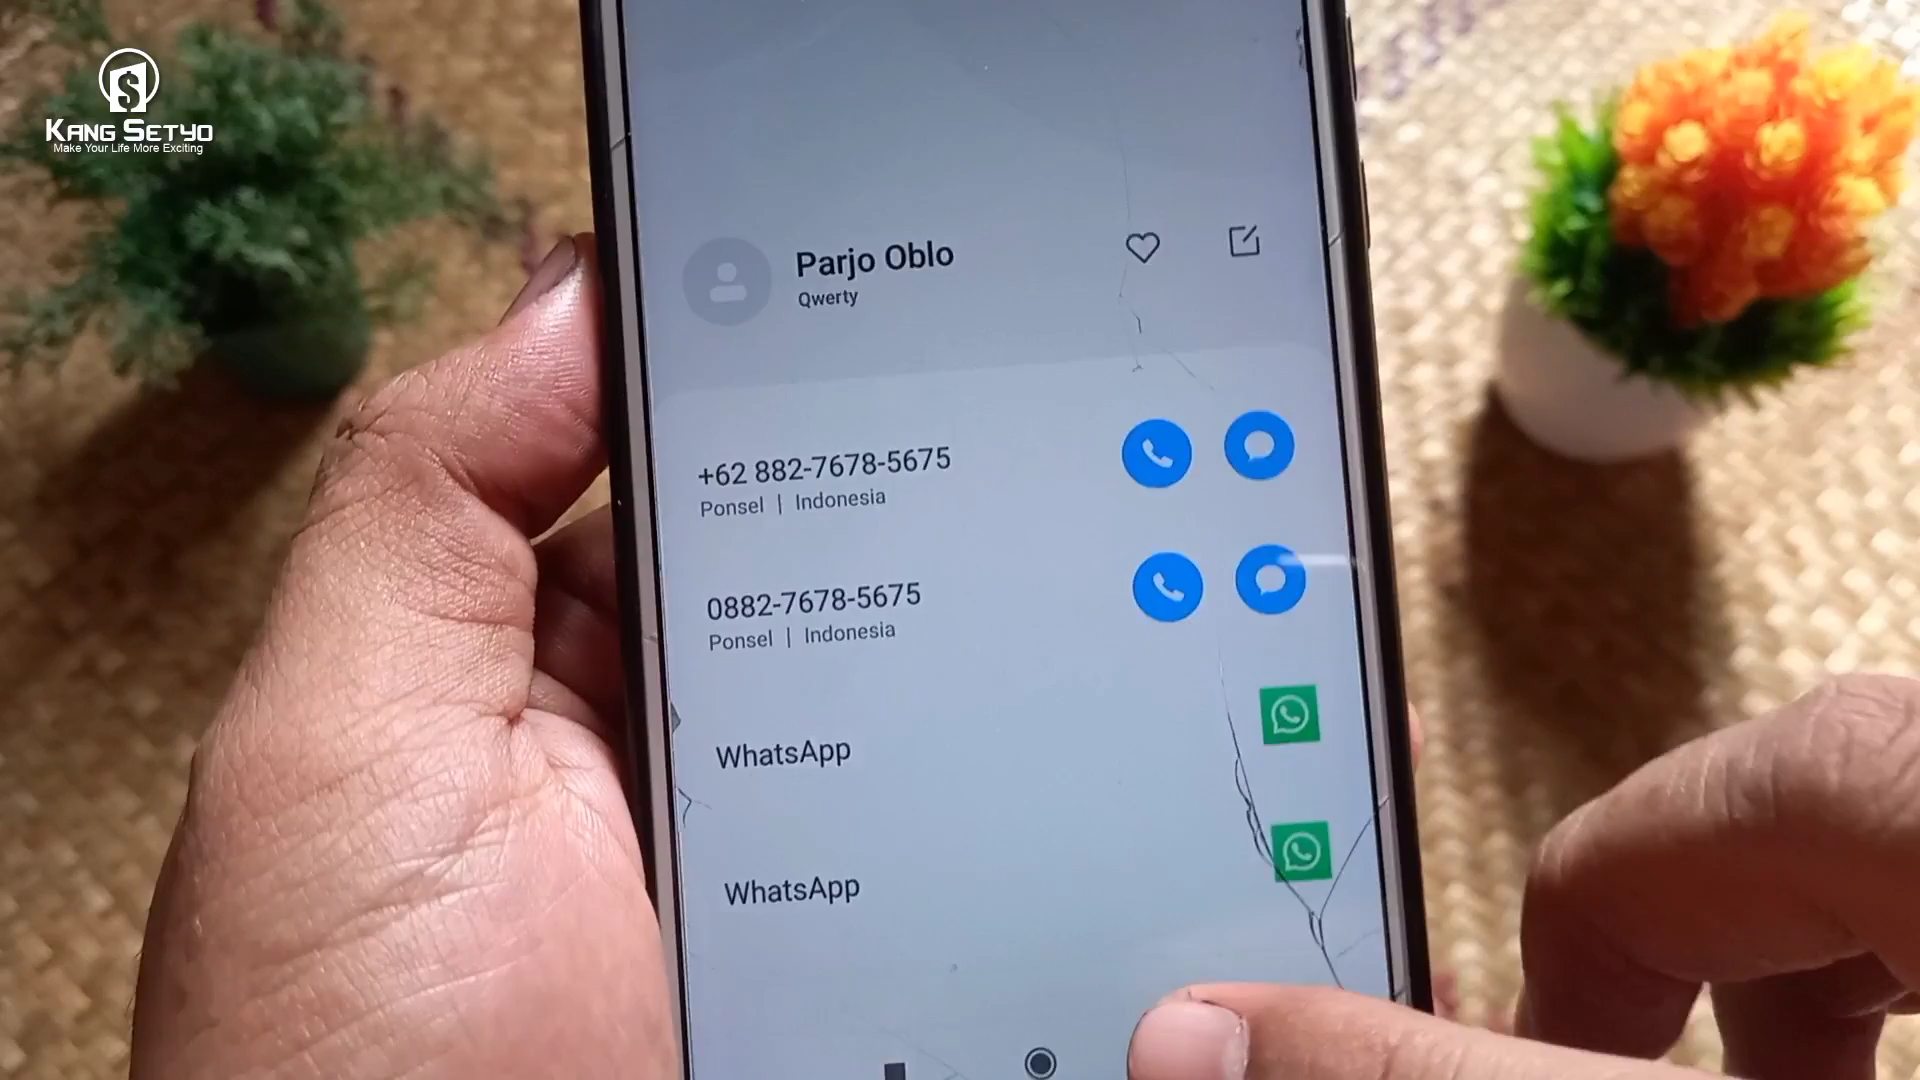 KANG SETYO
Make Your Life More Exciting
Parjo Oblo
Qwerty
+62 882-7678-5675
Ponsel | Indonesia
0882-7678-5675
Ponsel | Indonesia
WhatsApp
WhatsApp